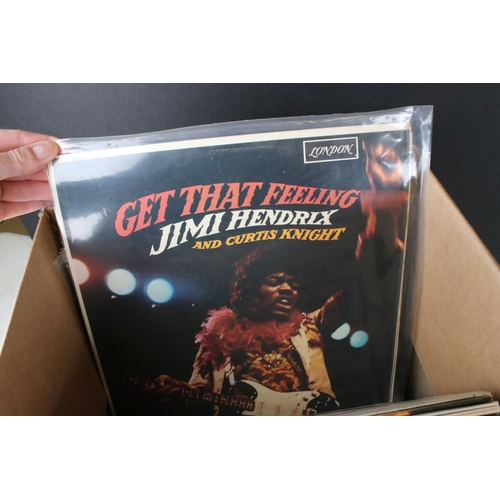 LONDON
GET THAT FEELING
JIMI HENDRIX
AND CURTIS KNIGHT